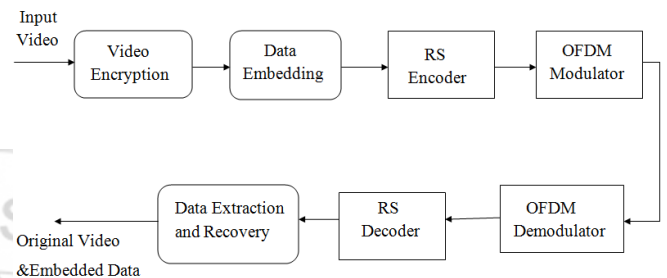 Input
Video
Video
Encryption
Data
Embedding
RS
Encoder
OFDM
Modulator
Data Extraction
and Recovery
RS
Decoder
OFDM
Demodulator
Original Video
&Embedded Data